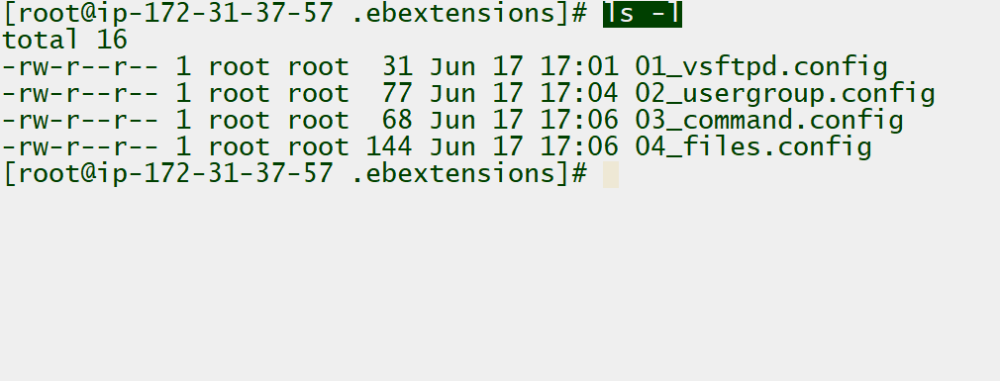 [root@ip-172-31-37-57 .ebextensions]# ls -l
total 16
-rw-r--r-- 1 root root  31 Jun 17 17:01 01_vsftpd.config
-rw-r--r-- 1 root root  77 Jun 17 17:04 02_usergroup.config
-rw-r--r-- 1 root root  68 Jun 17 17:06 03_command.config
-rw-r--r-- 1 root root 144 Jun 17 17:06 04_files.config
[root@ip-172-31-37-57 .ebextensions]#